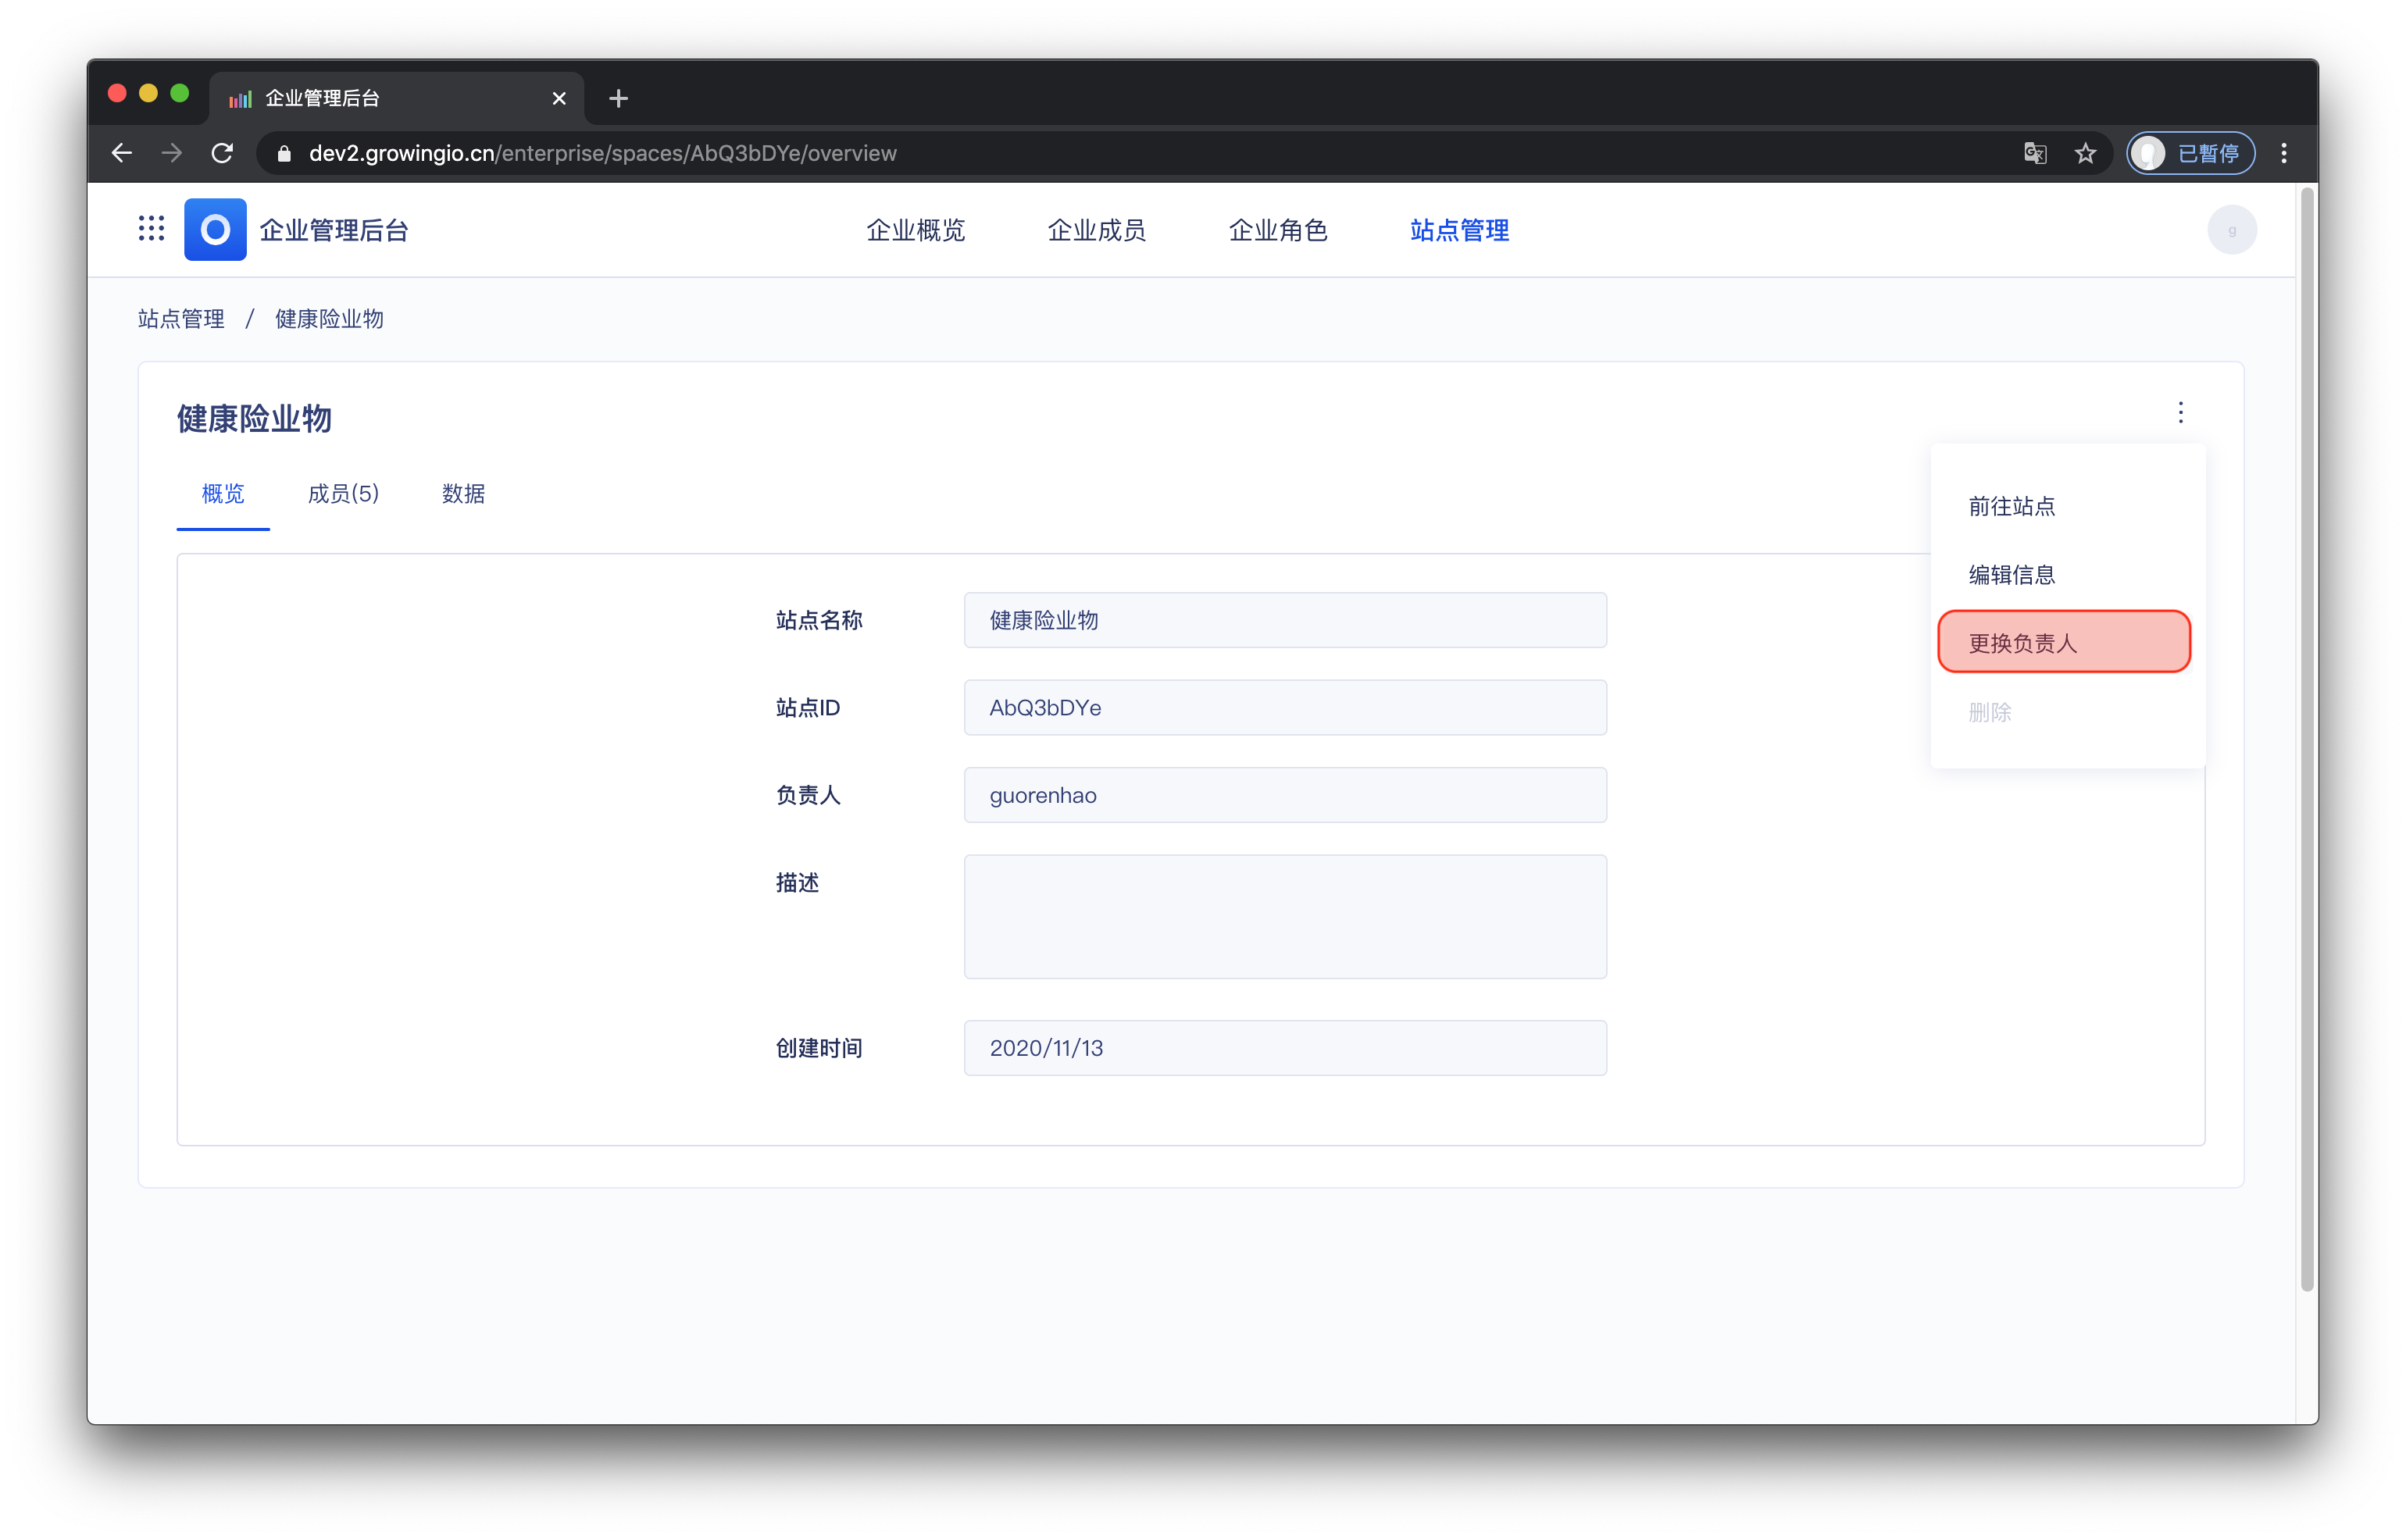 企业管理后台
dev2.growingio.cn/enterprise/spaces/AbQ3bDYe/overview
已暂停
企业管理后台
企业概览 企业成员 企业角色 站点管理
g
站点管理 / 健康险业物
健康险业物
概览 成员(5) 数据
前往站点
编辑信息
更换负责人
删除
站点名称 健康险业物
站点ID AbQ3bDYe
负责人 guorenhao
描述
创建时间 2020/11/13